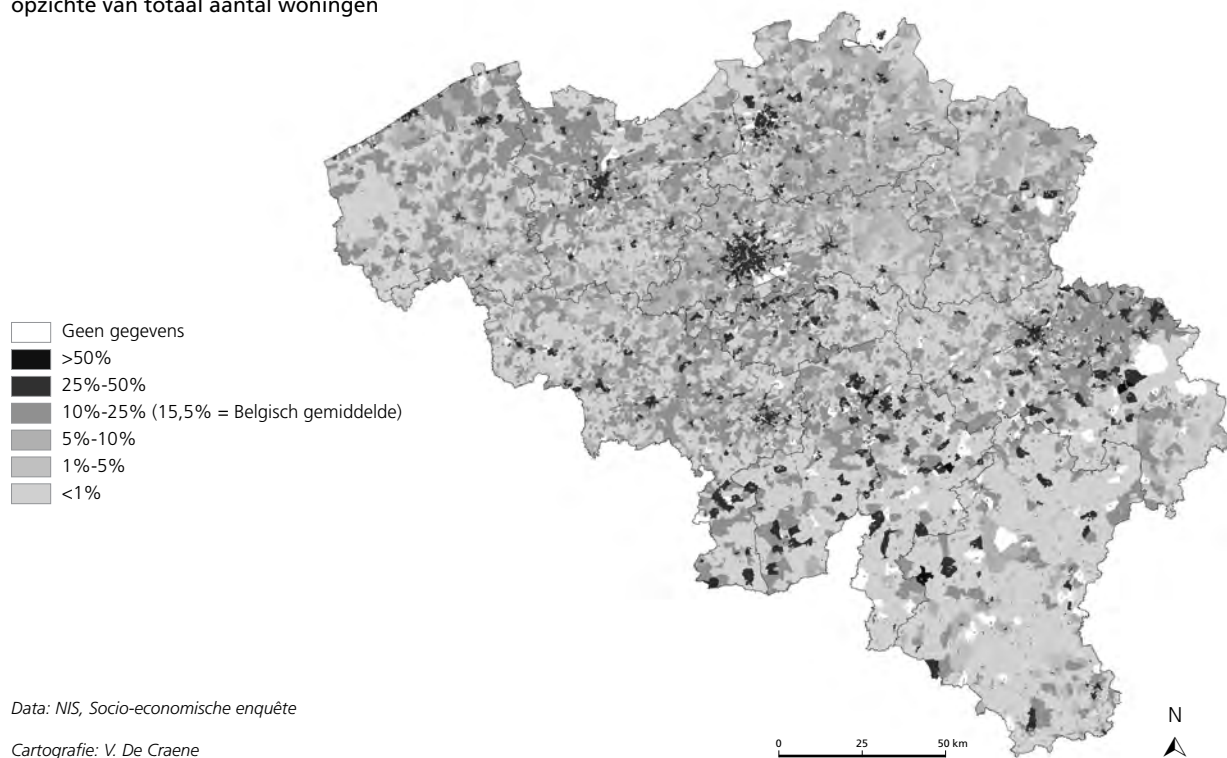 opzichte van totaal aantal woningen
Geen gegevens
>50%
25%-50%
10%-25% (15,5% = Belgisch gemiddelde)
5%-10%
1%-5%
<1%
Data: NIS, Socio-economische enquête
Cartografie: V. De Craene
0 25 50 km
N